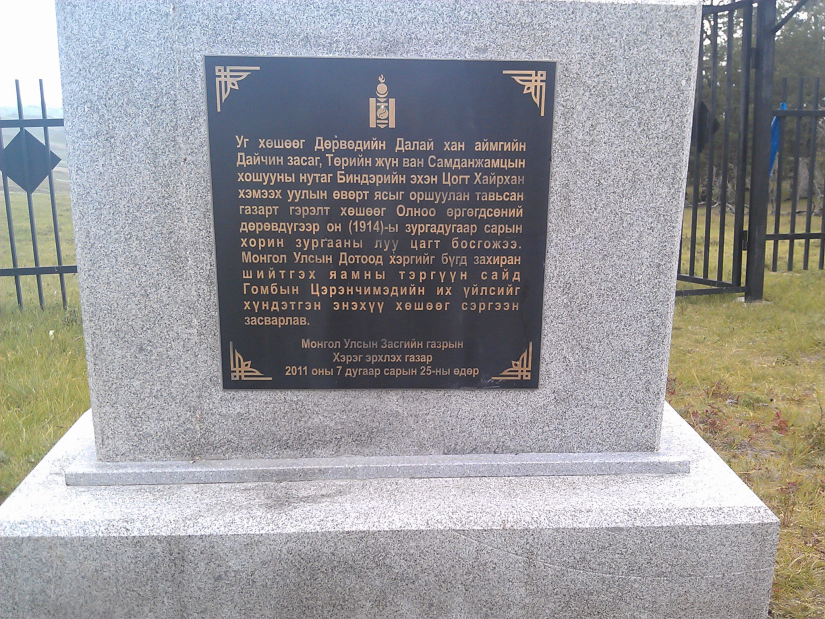 Уг хөшөөг Дөрвөдийн Далай хан аймгийн
Дайчин засаг, Төрийн жүн ван Самданжамцын
хошууны нутаг Биндэрийн эхэн Цогт Хайрхан
хэмээх уулын өвөрт ясыг оршуулан тавьсан
газарт гэрэлт хөшөөг Олноо өргөгдсөний
дөрөвдүгээр он (1914)-ы зургадугаар сарын
хорин зургааны луу цагт босгожээ.
Монгол Улсын Дотоод хэргийг бүгд захиран
шийтгэх яамны тэргүүн сайд
Гомбын Цэрэнчимэдийн их үйлсийг
хүндэтгэн энэхүү хөшөөг сэргээн
засварлав.
Монгол Улсын Засгийн газрын
Хэрэг эрхлэх газар
2011 оны 7 дугаар сарын 25-ны өдөр